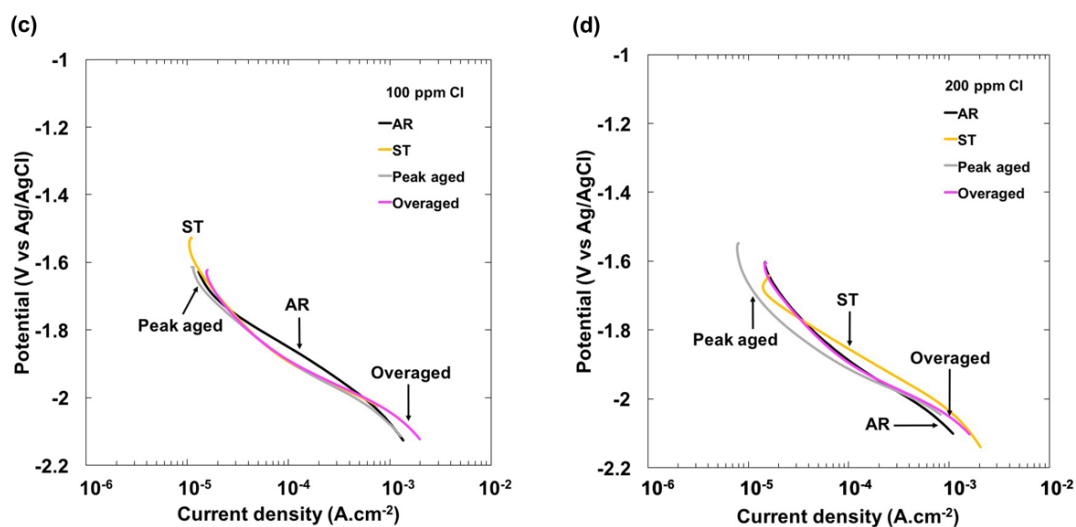 (c)
Potential (V vs Ag/AgCl)
-1
-1.2
-1.4
-1.6
-1.8
-2
-2.2
100 ppm Cl
AR
ST
Peak aged
Overaged
ST
Peak aged
AR
Overaged
10-6
10-5
10-4
10-3
10-2
Current density (A.cm-2)
(d)
Potential (V vs Ag/AgCl)
-1
-1.2
-1.4
-1.6
-1.8
-2
-2.2
200 ppm Cl
AR
ST
Peak aged
Overaged
ST
Peak aged
Overaged
AR
10-6
10-5
10-4
10-3
10-2
Current density (A.cm-2)